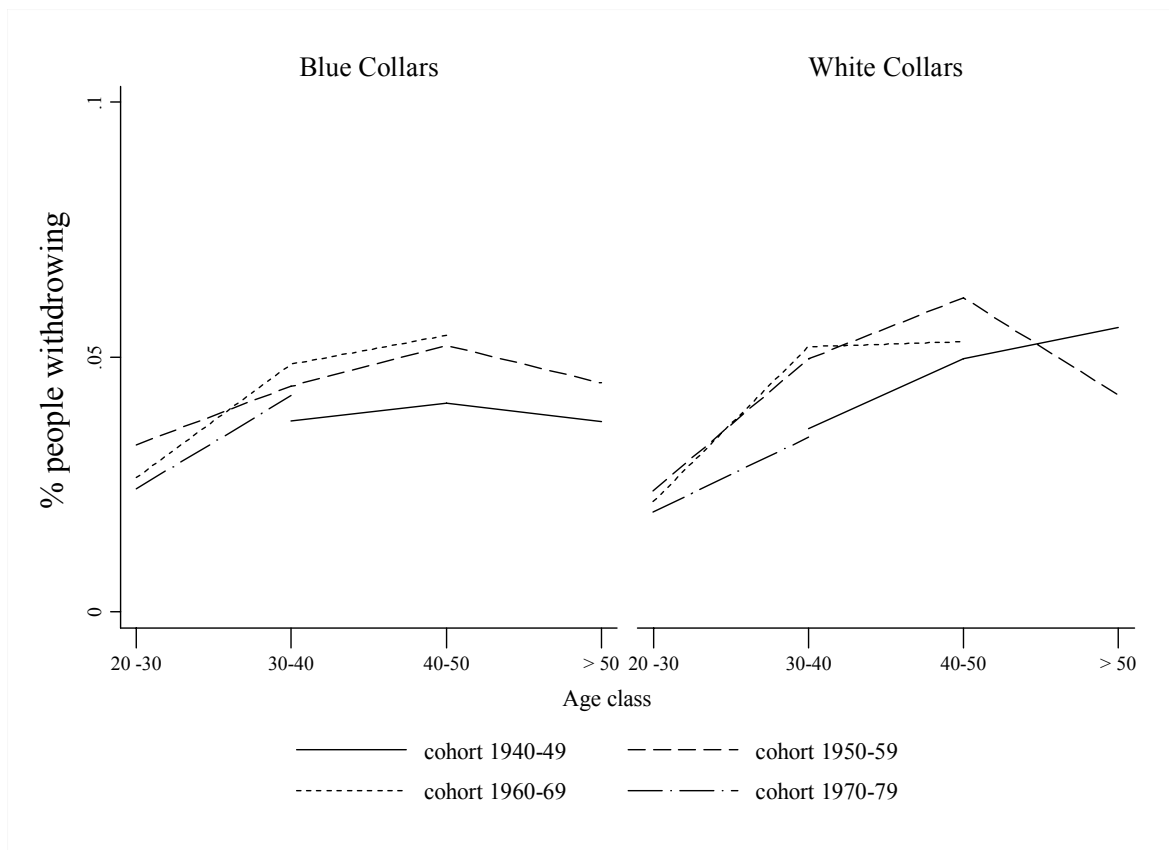 Blue Collars
White Collars
% people withdrowing
.1
.05
0
20 -30
30-40
40-50
> 50
20 -30
30-40
40-50
> 50
Age class
cohort 1940-49
cohort 1950-59
cohort 1960-69
cohort 1970-79